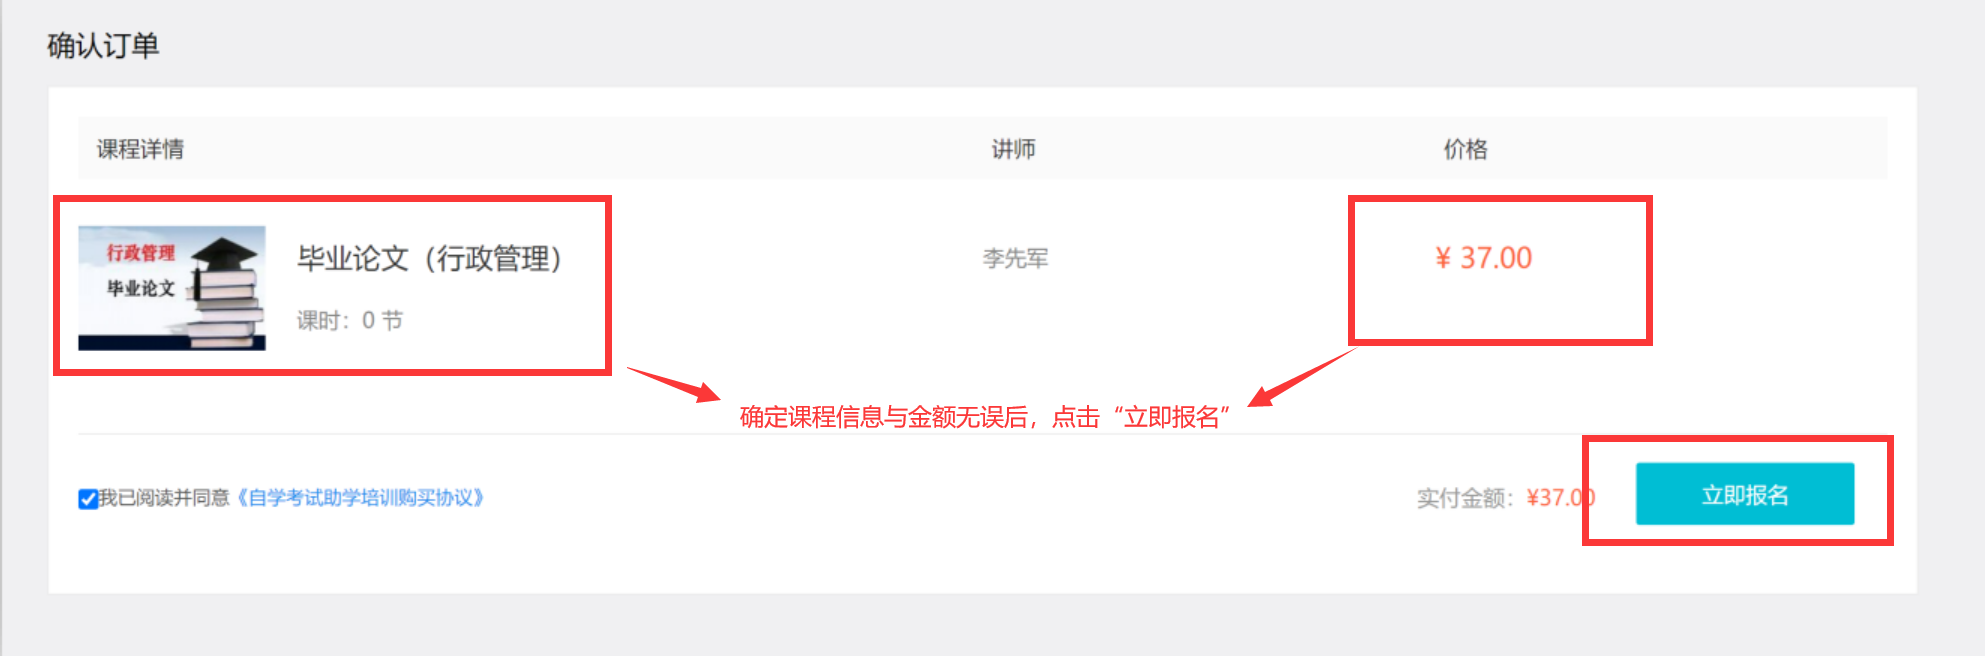 确认订单
课程详情 讲师 价格
行政管理
毕业论文
毕业论文（行政管理） 李先军 ¥ 37.00
课时：0 节
确定课程信息与金额无误后，点击“立即报名”
我已阅读并同意《自学考试助学培训购买协议》 实付金额：¥37.00 立即报名